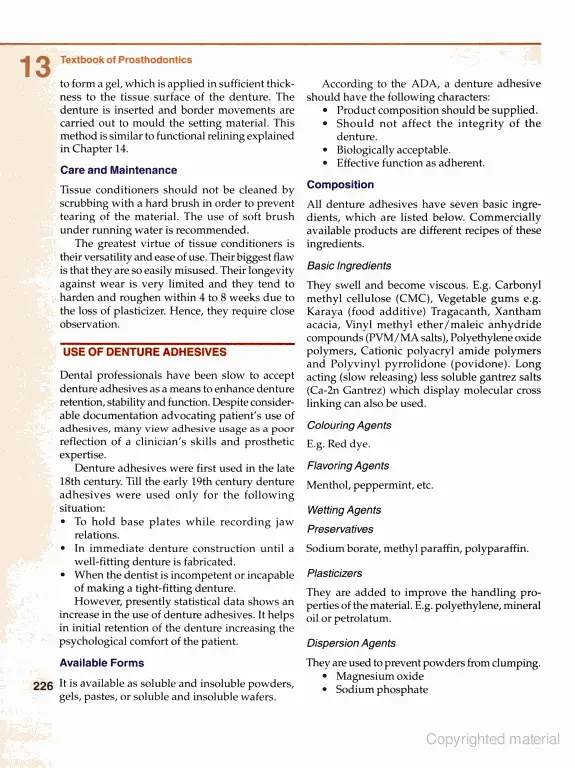 13
Textbook of Prosthodontics
to form a gel, which is applied in sufficient thick-
ness to the tissue surface of the denture. The
denture is inserted and border movements are
carried out to mould the setting material. This
method is similar to functional relining explained
in Chapter 14.
Care and Maintenance
Tissue conditioners should not be cleaned by
scrubbing with a hard brush in order to prevent
tearing of the material. The use of soft brush
under running water is recommended.
The greatest virtue of tissue conditioners is
their versatility and ease of use. Their biggest flaw
is that they are so easily misused. Their longevity
against wear is very limited and they tend to
harden and roughen within 4 to 8 weeks due to
the loss of plasticizer. Hence, they require close
observation.
USE OF DENTURE ADHESIVES
Dental professionals have been slow to accept
denture adhesives as a means to enhance denture
retention, stability and function. Despite consider-
able documentation advocating patient's use of
adhesives, many view adhesive usage as a poor
reflection of a clinician's skills and prosthetic
expertise.
Denture adhesives were first used in the late
18th century. Till the early 19th century denture
adhesives were used only for the following
situation:
• To hold base plates while recording jaw
relations.
• In immediate denture construction until a
well-fitting denture is fabricated.
• When the dentist is incompetent or incapable
of making a tight-fitting denture.
However, presently statistical data shows an
increase in the use of denture adhesives. It helps
in initial retention of the denture increasing the
psychological comfort of the patient.
Available Forms
It is available as soluble and insoluble powders,
gels, pastes, or soluble and insoluble wafers.
226
According to the ADA, a denture adhesive
should have the following characters:
• Product composition should be supplied.
• Should not affect the integrity of the
denture.
• Biologically acceptable.
• Effective function as adherent.
Composition
All denture adhesives have seven basic ingre-
dients, which are listed below. Commercially
available products are different recipes of these
ingredients.
Basic Ingredients
They swell and become viscous. E.g. Carbonyl
methyl cellulose (CMC), Vegetable gums e.g.
Karaya (food additive) Tragacanth, Xantham
acacia, Vinyl methyl ether/maleic anhydride
compounds (PVM/MA salts), Polyethylene oxide
polymers, Cationic polyacryl amide polymers
and Polyvinyl pyrrolidone (povidone). Long
acting (slow releasing) less soluble gantrez salts
(Ca-2n Gantrez) which display molecular cross
linking can also be used.
Colouring Agents
E.g. Red dye.
Flavoring Agents
Menthol, peppermint, etc.
Wetting Agents
Preservatives
Sodium borate, methyl paraffin, polyparaffin.
Plasticizers
They are added to improve the handling pro-
perties of the material. E.g. polyethylene, mineral
oil or petrolatum.
Dispersion Agents
They are used to prevent powders from clumping.
• Magnesium oxide
• Sodium phosphate
Copyrighted material